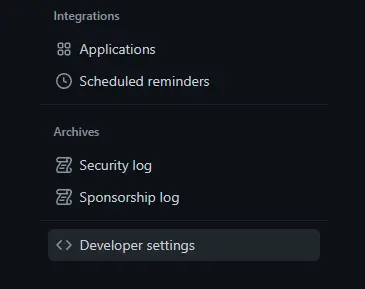 Integrations
Applications
Scheduled reminders
Archives
Security log
Sponsorship log
Developer settings